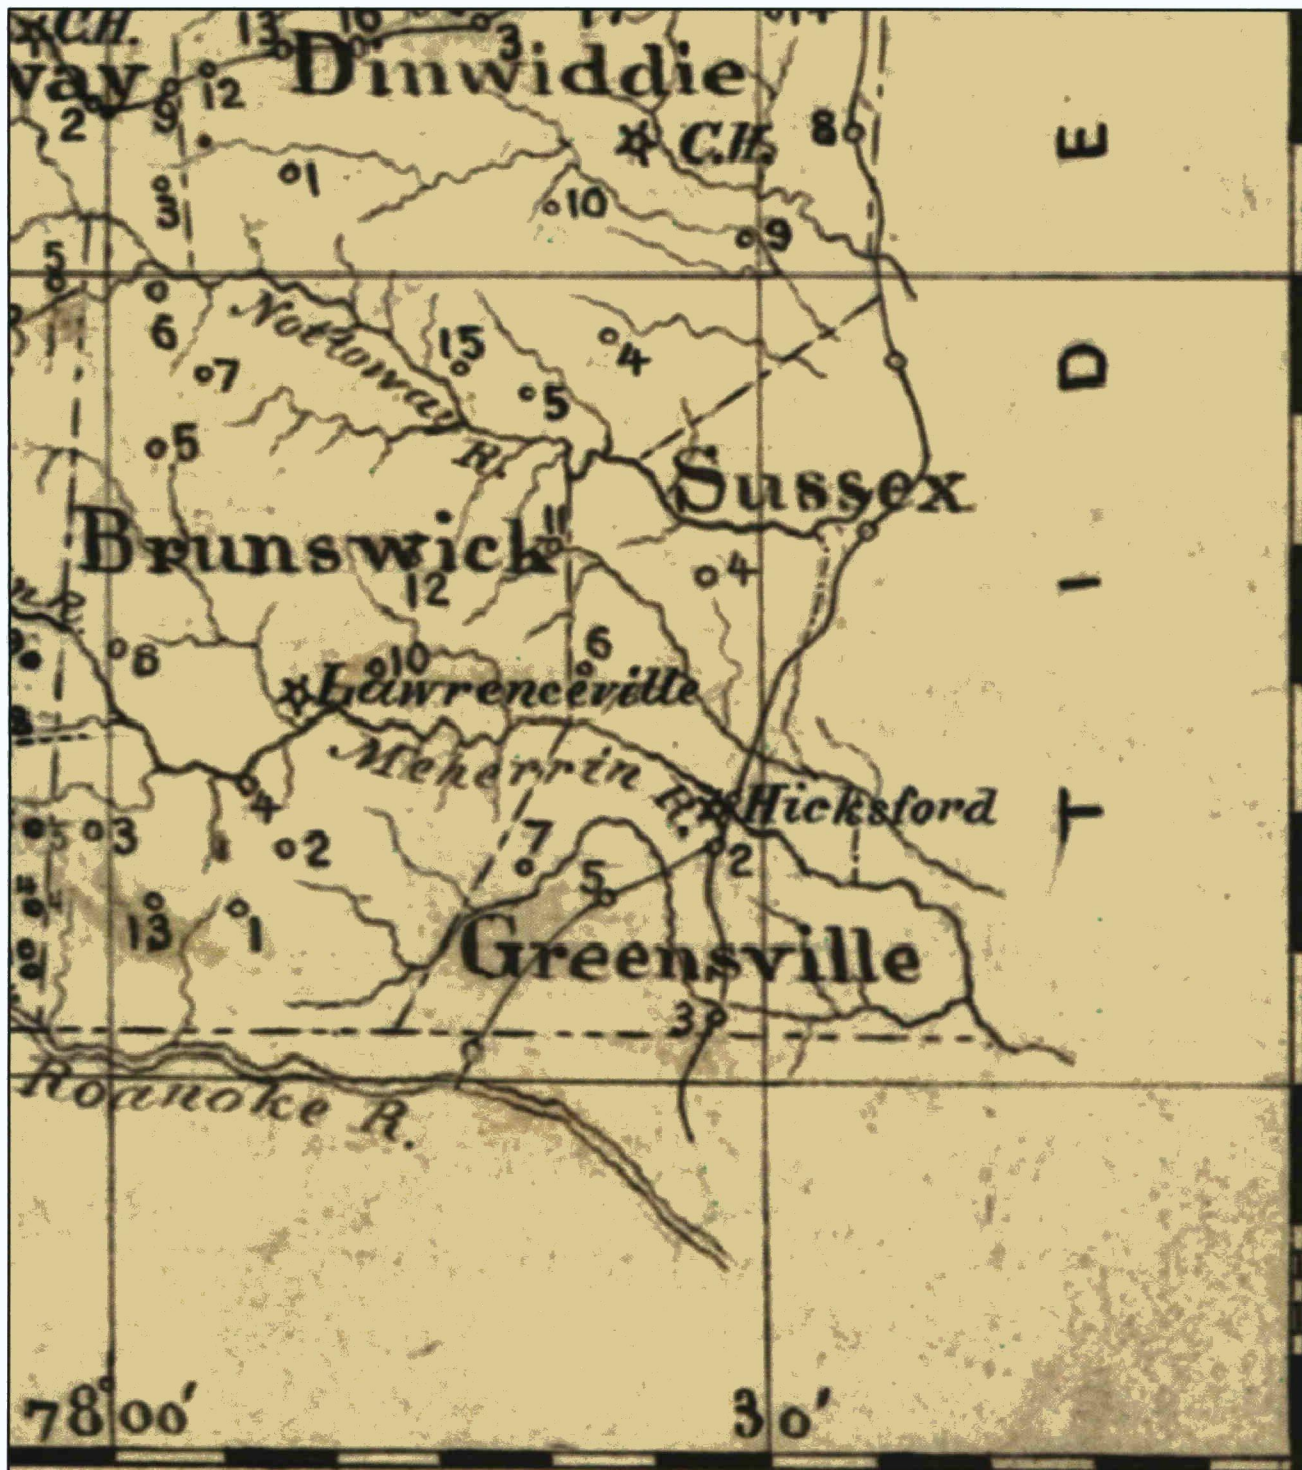 C.H.
13
16
3
way
12
Dinwiddie
2
9
C.H.
8
E
1
3
10
9
5
6
Nottoway
R.
15
4
7
5
D
5
Sussex
11
Brunswick
4
12
I
6
10
6
Lawrenceville
Meherrin
R.
Hicksford
T
4
3
2
7
5
2
13
1
Greensville
3
Roanoke R.
78°00'
30'